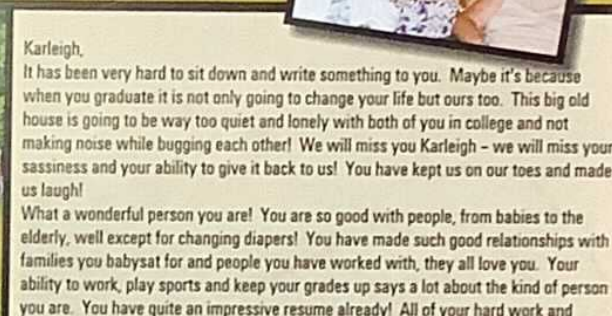 Karleigh,
It has been very hard to sit down and write something to you. Maybe it's because
when you graduate it is not only going to change your life but ours too. This big old
house is going to be way too quiet and lonely with both of you in college and not
making noise while bugging each other! We will miss you Karleigh – we will miss your
sassiness and your ability to give it back to us! You have kept us on our toes and made
us laugh!
What a wonderful person you are! You are so good with people, from babies to the
elderly, well except for changing diapers! You have made such good relationships with
families you babysat for and people you have worked with, they all love you. Your
ability to work, play sports and keep your grades up says a lot about the kind of person
you are. You have quite an impressive resume already! All of your hard work and